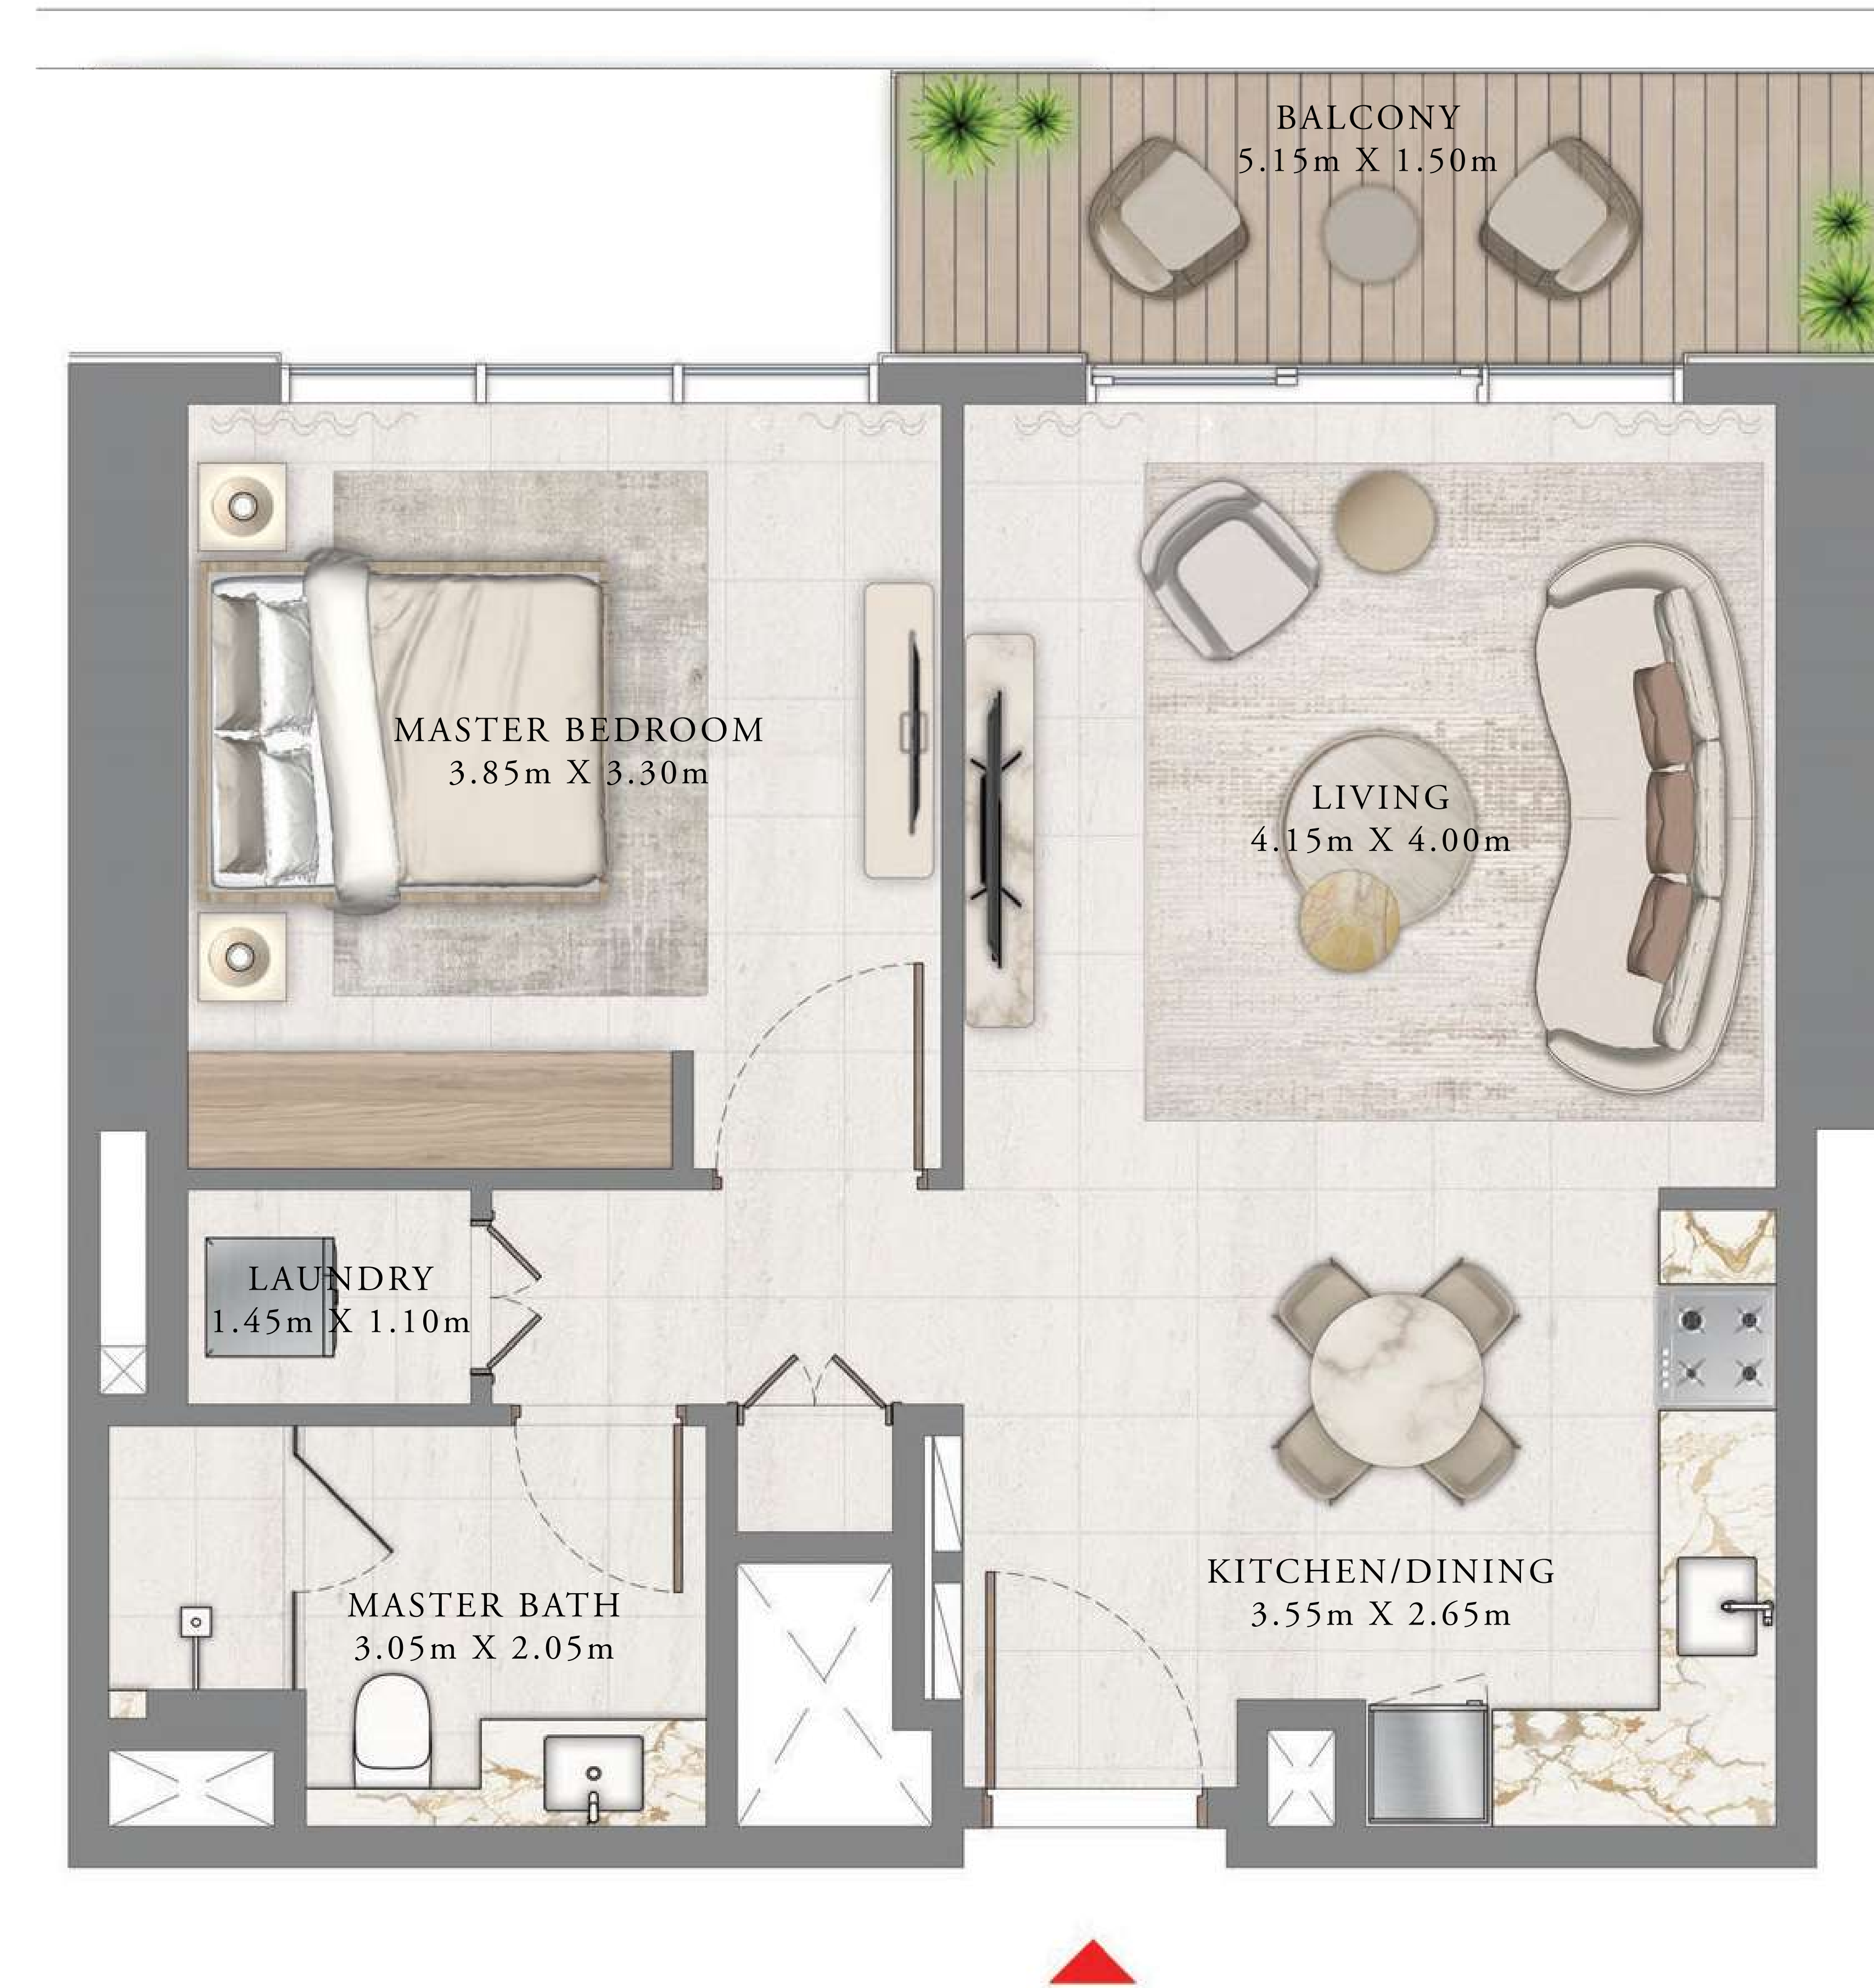 BALCONY
5.15m X 1.50m
MASTER BEDROOM
3.85m X 3.30m
LIVING
4.15m X 4.00m
LAUNDRY
1.45m X 1.10m
KITCHEN/DINING
3.55m X 2.65m
MASTER BATH
3.05m X 2.05m